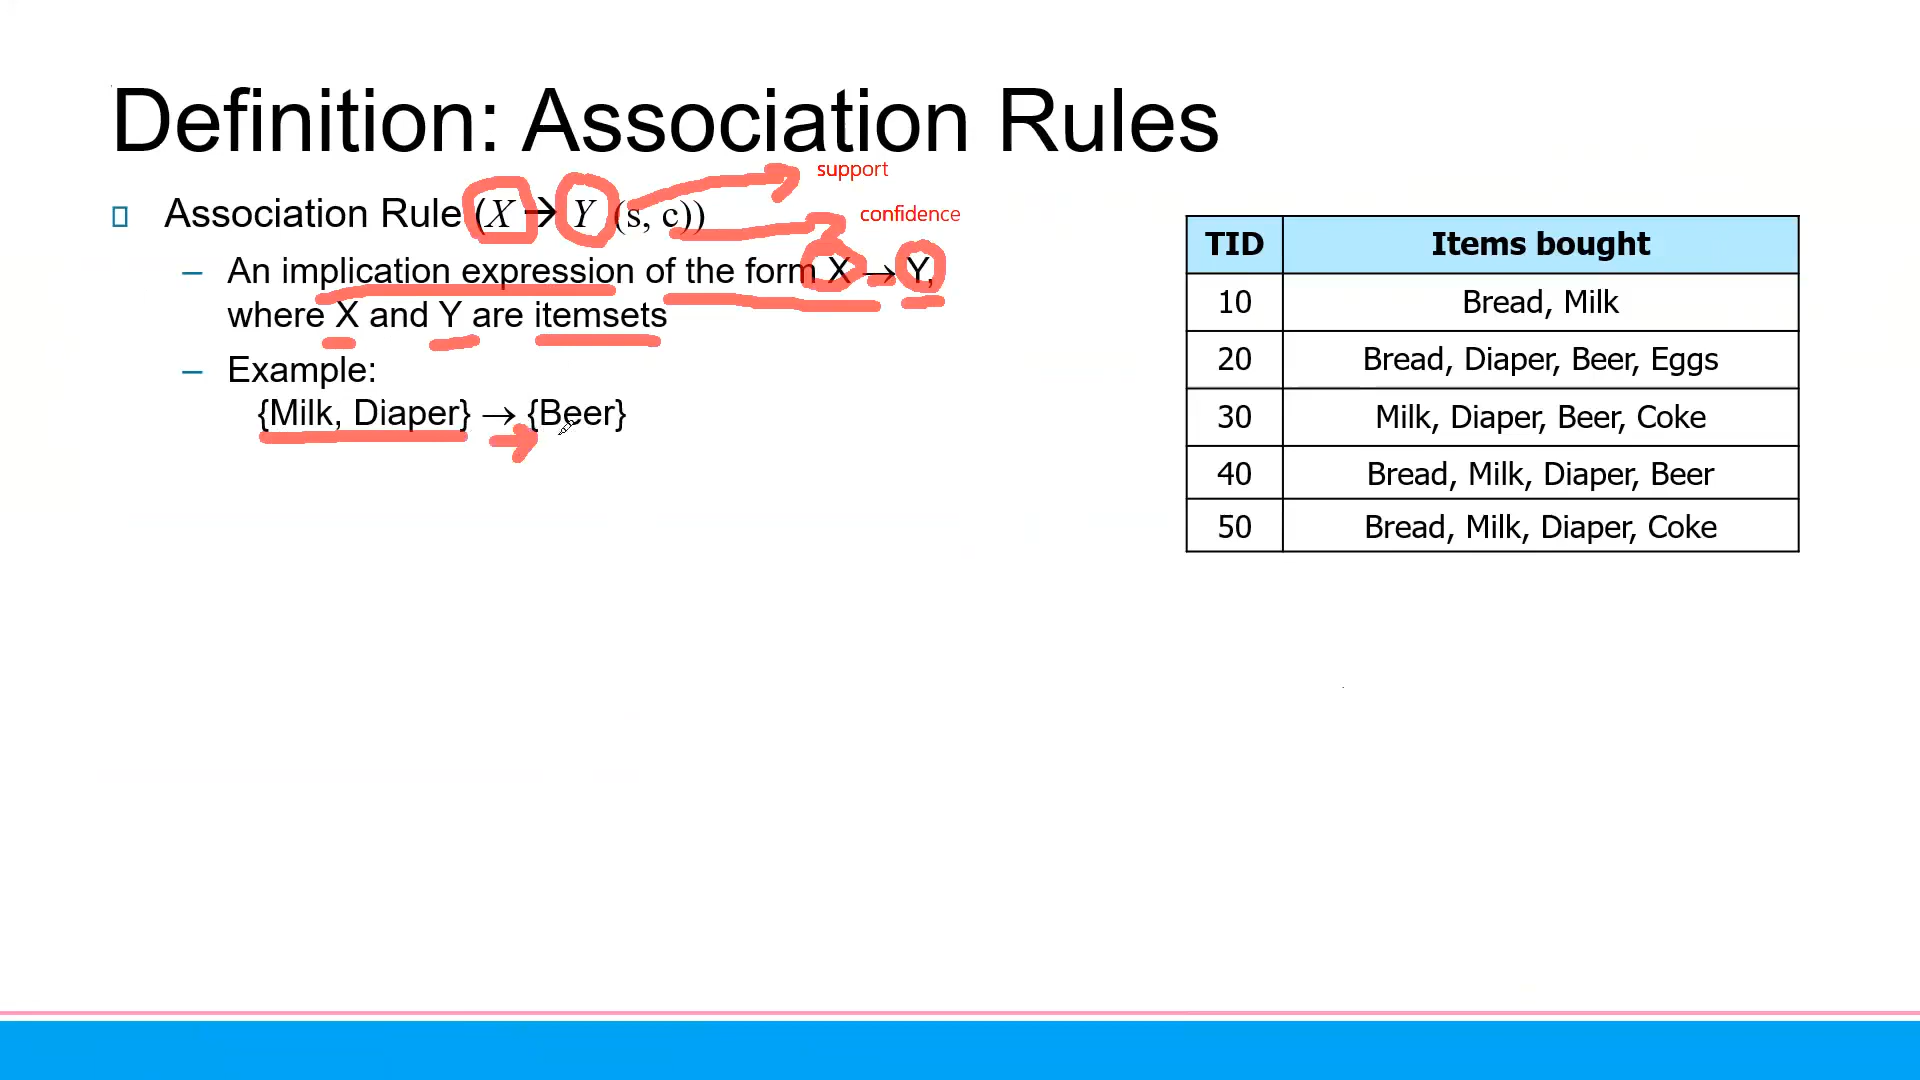 Definition: Association Rules
support
Association Rule (X → Y (s, c))
confidence
– An implication expression of the form X → Y,
where X and Y are itemsets
– Example:
{Milk, Diaper} → {Beer}
TID Items bought
10 Bread, Milk
20 Bread, Diaper, Beer, Eggs
30 Milk, Diaper, Beer, Coke
40 Bread, Milk, Diaper, Beer
50 Bread, Milk, Diaper, Coke